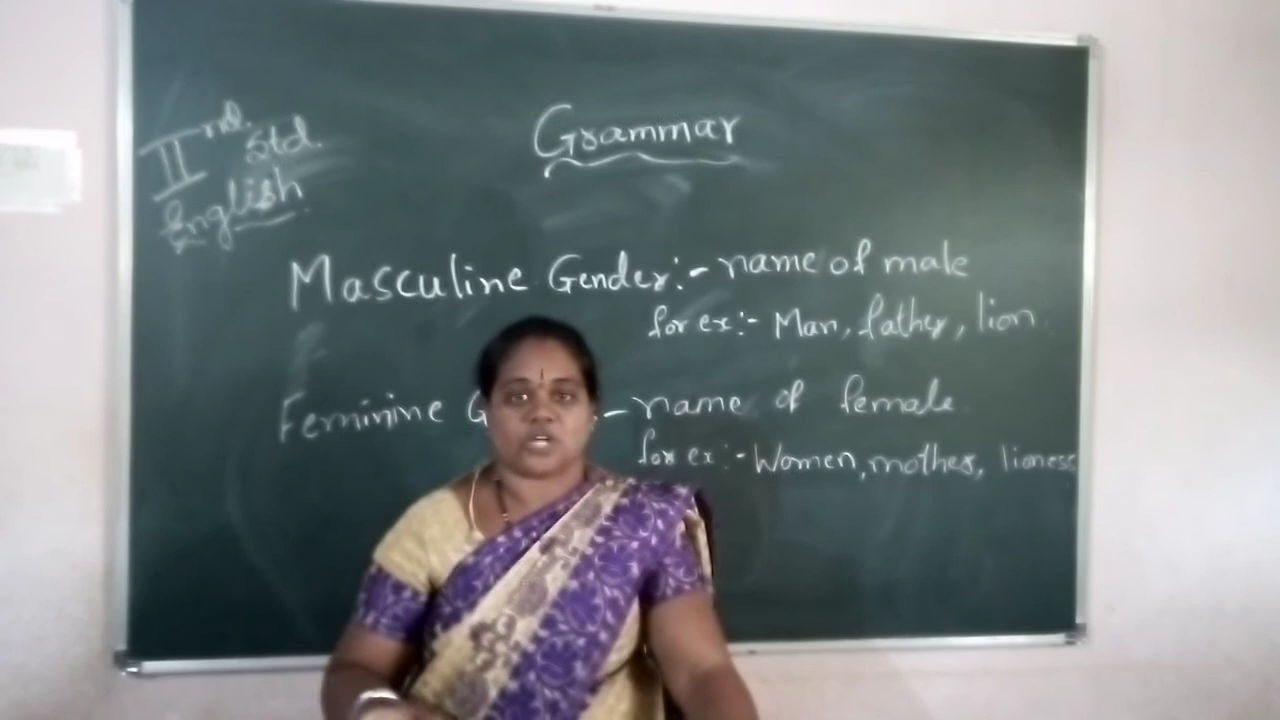 IInd. Std.
English.
Grammar
Masculine Gender:- name of male
for ex:- Man, father, lion.
Feminine G - name of female.
for ex:- Women, mother, lioness